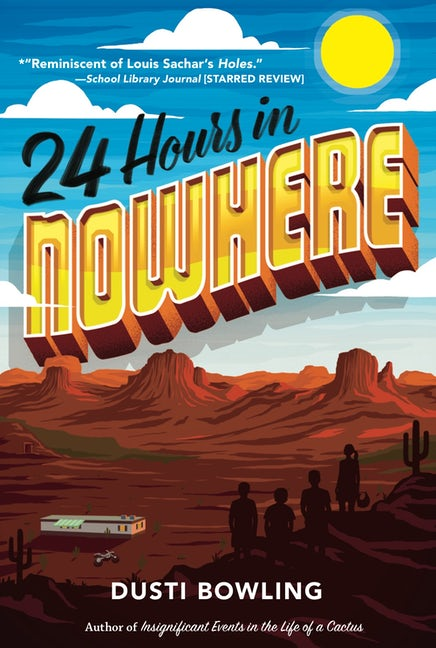 *“Reminiscent of Louis Sachar’s Holes.”
—School Library Journal [STARRED REVIEW]
24 Hours in
NOWHERE
DUSTI BOWLING
Author of Insignificant Events in the Life of a Cactus